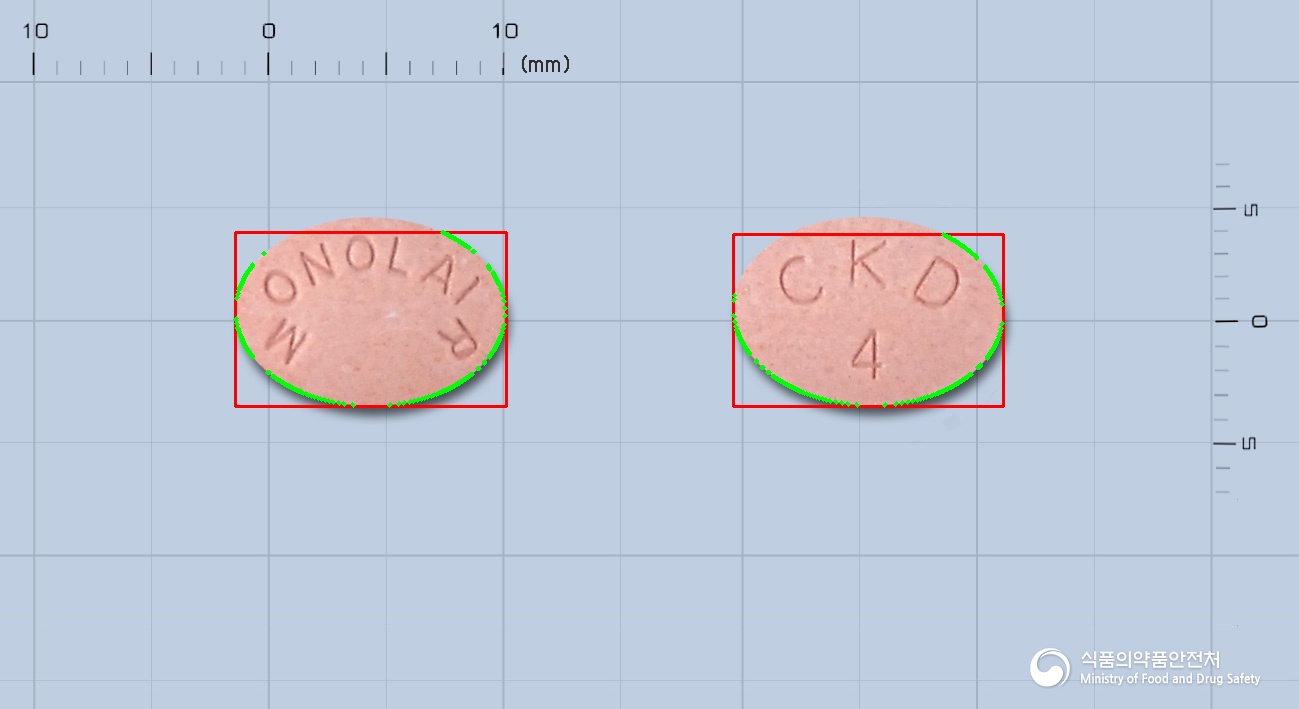 10 0 10
(mm)
MONOLAIR
CKD
4
5
0
5
식품의약품안전처
Ministry of Food and Drug Safety